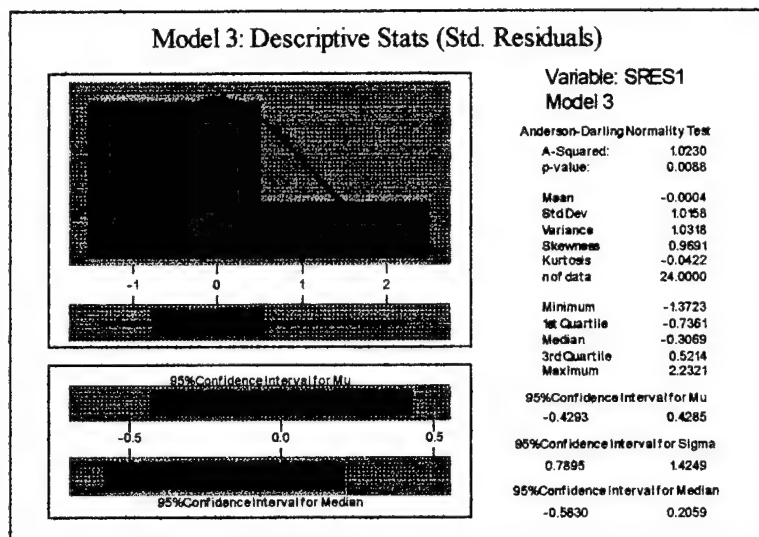 Model 3: Descriptive Stats (Std. Residuals)
Variable: SRES1
Model 3
Anderson-Darling Normality Test
A-Squared: 1.0230
p-value: 0.0088
Mean -0.0004
Std Dev 1.0158
Variance 1.0318
Skewness 0.9691
Kurtosis -0.0422
n of data 24.0000
Minimum -1.3723
1st Quartile -0.7361
Median -0.3069
3rd Quartile 0.5214
Maximum 2.2321
95% Confidence Interval for Mu
-0.4293 0.4285
95% Confidence Interval for Sigma
0.7895 1.4249
95% Confidence Interval for Median
-0.5830 0.2059
-1 0 1 2
95% Confidence Interval for Mu
-0.5 0.0 0.5
95% Confidence Interval for Median